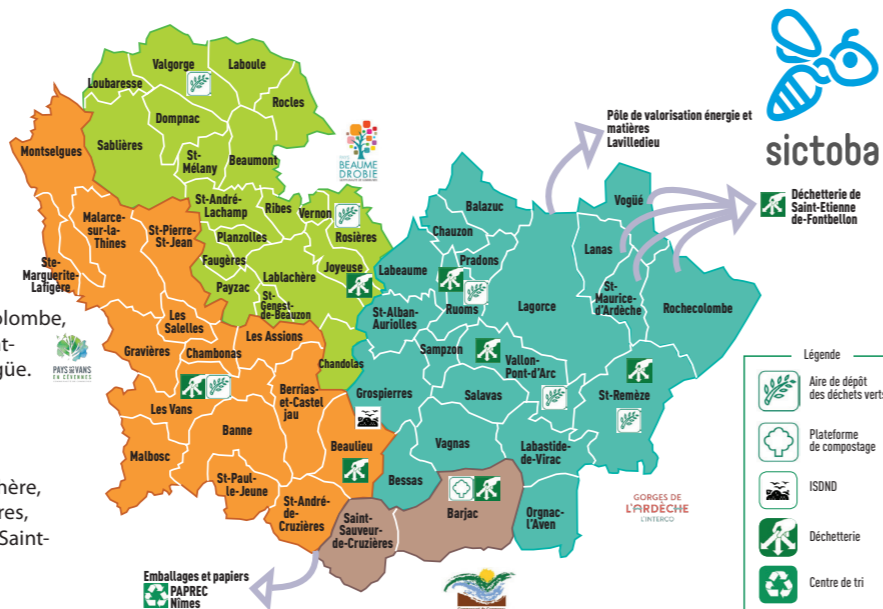 Valgorge
Laboule
Loubaresse
Rocles
Dompnac
Sablières
Montselgues
St-
Mélany
Beaumont
BEAUME
DROBIE
Pôle de valorisation énergie et
matières
Lavilledieu
sictoba
Déchetterie de
Saint-Etienne
de-Fontbellon
St-André-
Lachamp
Ribes
Vernon
Rosières
Balazuc
Vogüé
Malarce-
sur-la-
Thines
St-Pierre-
St-Jean
Planzolles
Chauzon
Lanas
Faugères
Joyeuse
Labeaume
Pradons
Ste-
Marguerite-
Lafigère
Payzac
Lablachère
St-
Genest-
de-Beauzon
Ruoms
Lagorce
St-
Maurice-
d'Ardèche
Rochecolombe
St-Alban-
Auriolles
olombe,
nt-
güe.
PAYS DES VANS
EN CÉVENNES
Les
Salelles
Les Assions
Gravières
Chambonas
Chandolas
Sampzon
Vallon-
Pont-d'Arc
Berrias-
et-Castel
jau
Grospierres
Salavas
St-Remèze
Les Vans
Banne
Beaulieu
Vagnas
Labastide-
de-Virac
Malbosc
St-Paul-
le-Jeune
St-André-
de-
Cruzières
Bessas
Barjac
Orgnac-
l'Aven
Saint-
Sauveur-
de-Cruzières
GORGES DE
L'ARDÈCHE
L'INTERCO
hère,
res,
Saint-
Emballages et papiers
PAPREC
Nîmes
Légende
Aire de dépôt
des déchets verts
Plateforme
de compostage
ISDND
Déchetterie
Centre de tri